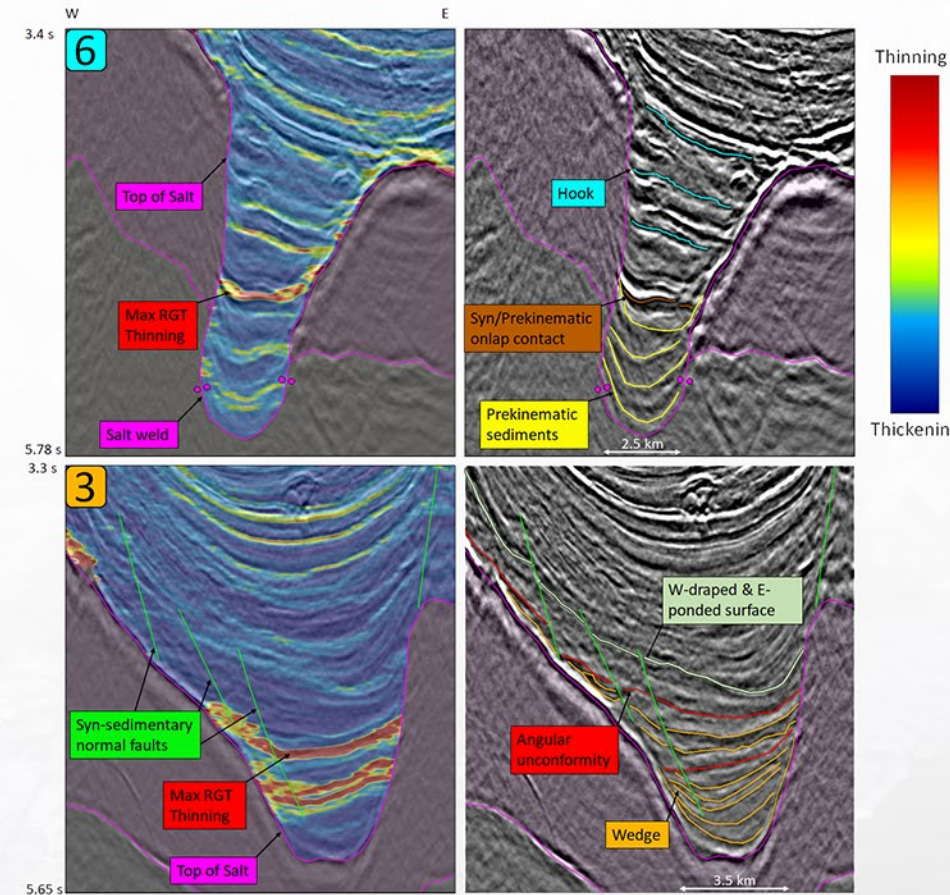 W
E
3.4 s
6
Top of Salt
Max RGT
Thinning
Salt weld
5.78 s
Hook
Syn/Prekinematic
onlap contact
Prekinematic
sediments
2.5 km
Thinning
Thickenin
3.3 s
3
Syn-sedimentary
normal faults
Max RGT
Thinning
Top of Salt
5.65 s
W-draped & E-
ponded surface
Angular
unconformity
Wedge
3.5 km